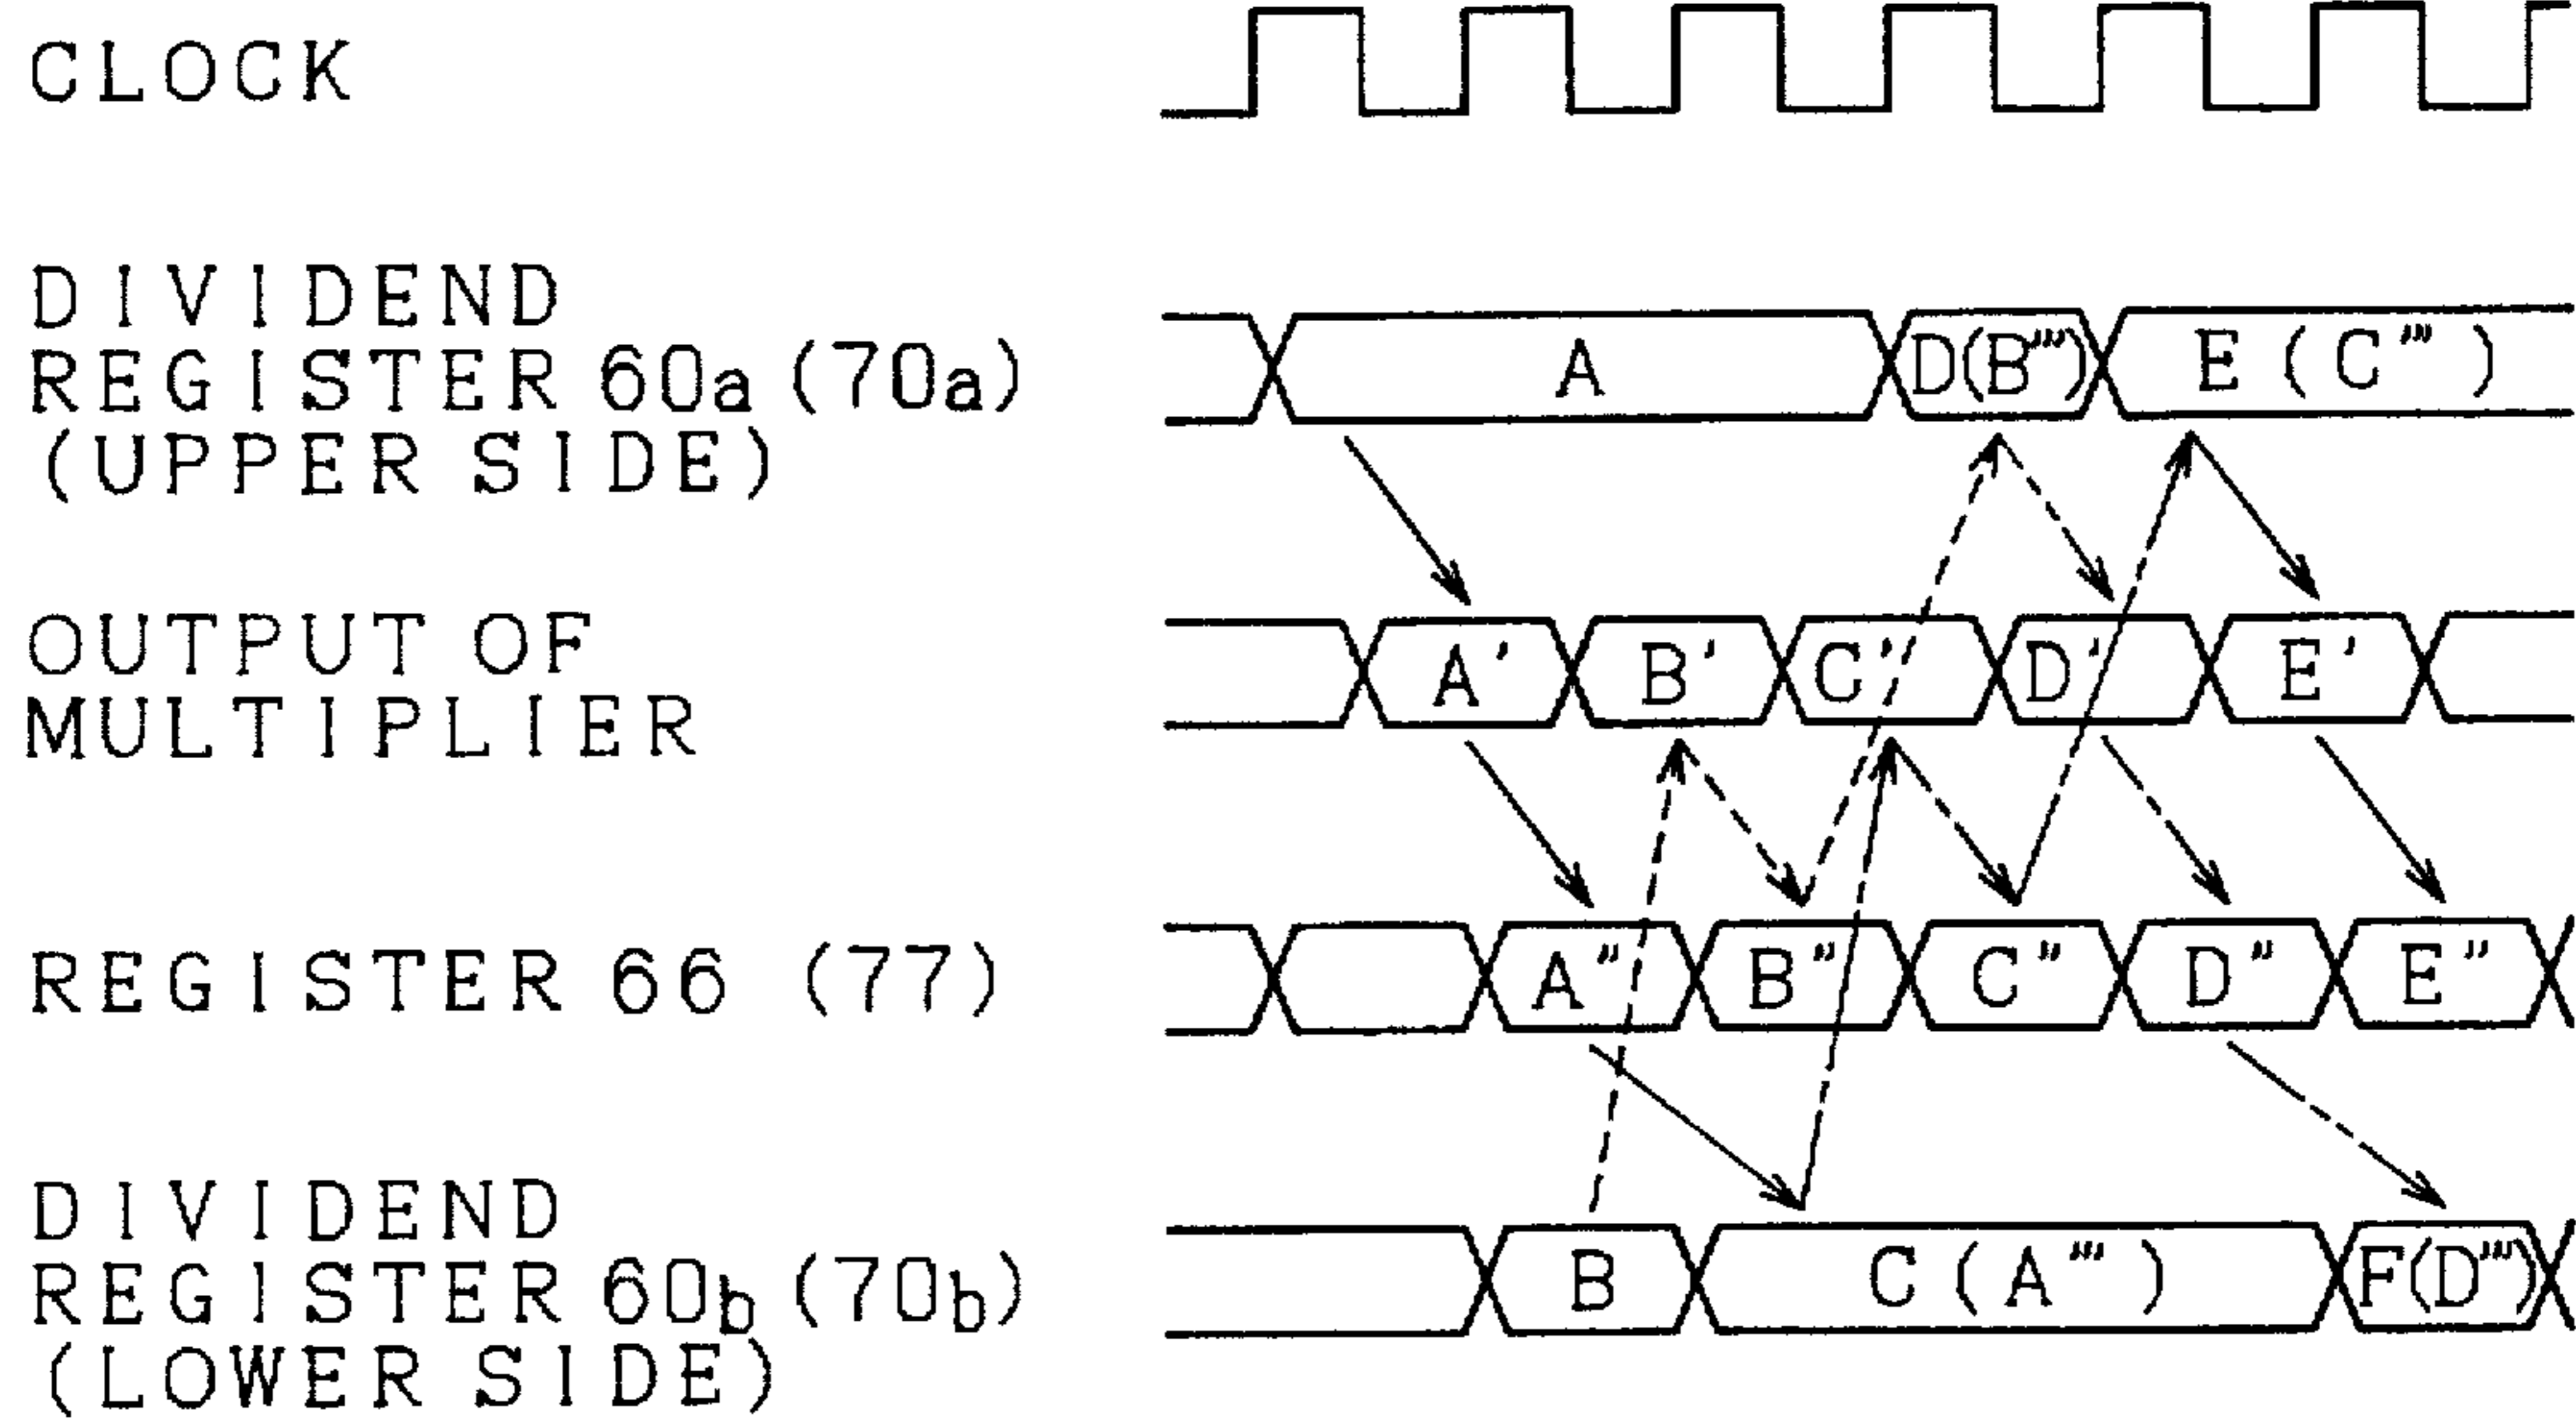 CLOCK
DIVIDEND
REGISTER 60a (70a)
(UPPER SIDE)
A D(B''') E (C''')
OUTPUT OF
MULTIPLIER
A' B' C' D' E'
REGISTER 66 (77)
A" B" C" D" E"
DIVIDEND
REGISTER 60b (70b)
(LOWER SIDE)
B C (A''') F(D''')